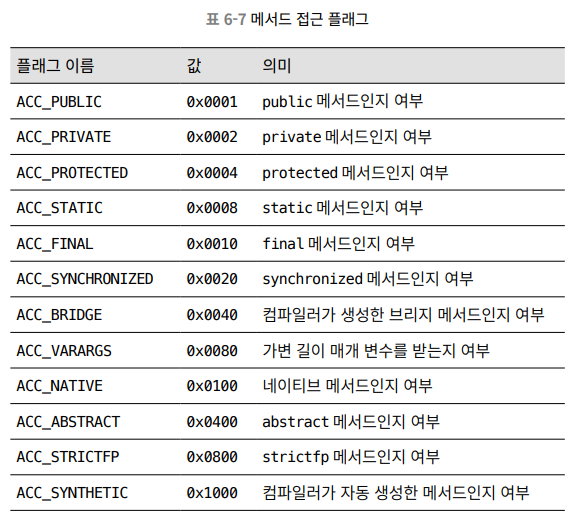 표 6-7 메서드 접근 플래그
플래그 이름 값 의미
ACC_PUBLIC 0x0001 public 메서드인지 여부
ACC_PRIVATE 0x0002 private 메서드인지 여부
ACC_PROTECTED 0x0004 protected 메서드인지 여부
ACC_STATIC 0x0008 static 메서드인지 여부
ACC_FINAL 0x0010 final 메서드인지 여부
ACC_SYNCHRONIZED 0x0020 synchronized 메서드인지 여부
ACC_BRIDGE 0x0040 컴파일러가 생성한 브리지 메서드인지 여부
ACC_VARARGS 0x0080 가변 길이 매개 변수를 받는지 여부
ACC_NATIVE 0x0100 네이티브 메서드인지 여부
ACC_ABSTRACT 0x0400 abstract 메서드인지 여부
ACC_STRICTFP 0x0800 strictfp 메서드인지 여부
ACC_SYNTHETIC 0x1000 컴파일러가 자동 생성한 메서드인지 여부